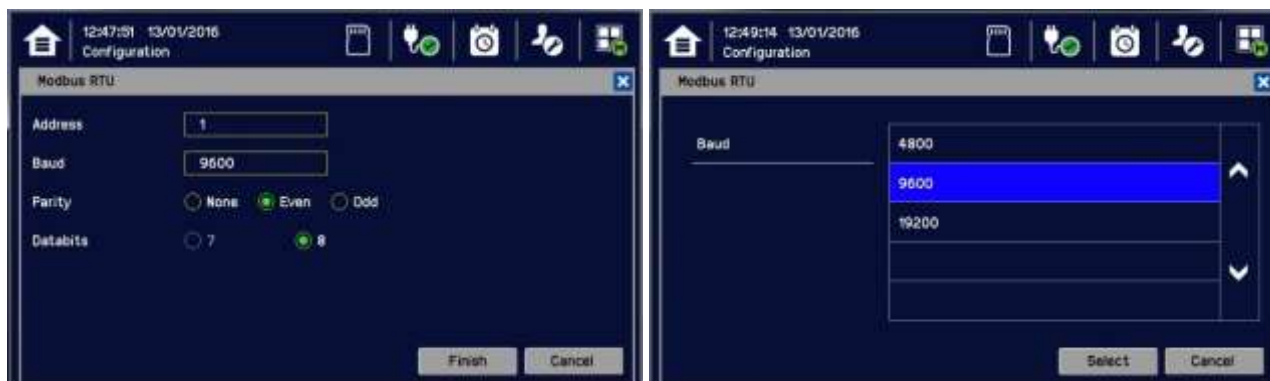 12:47:51 13/01/2016
Configuration
Modbus RTU
Address 1
Baud 9600
Parity None Even Odd
Databits 7 8
Finish Cancel
12:49:14 13/01/2016
Configuration
Modbus RTU
Baud
4800
9600
19200
Select Cancel